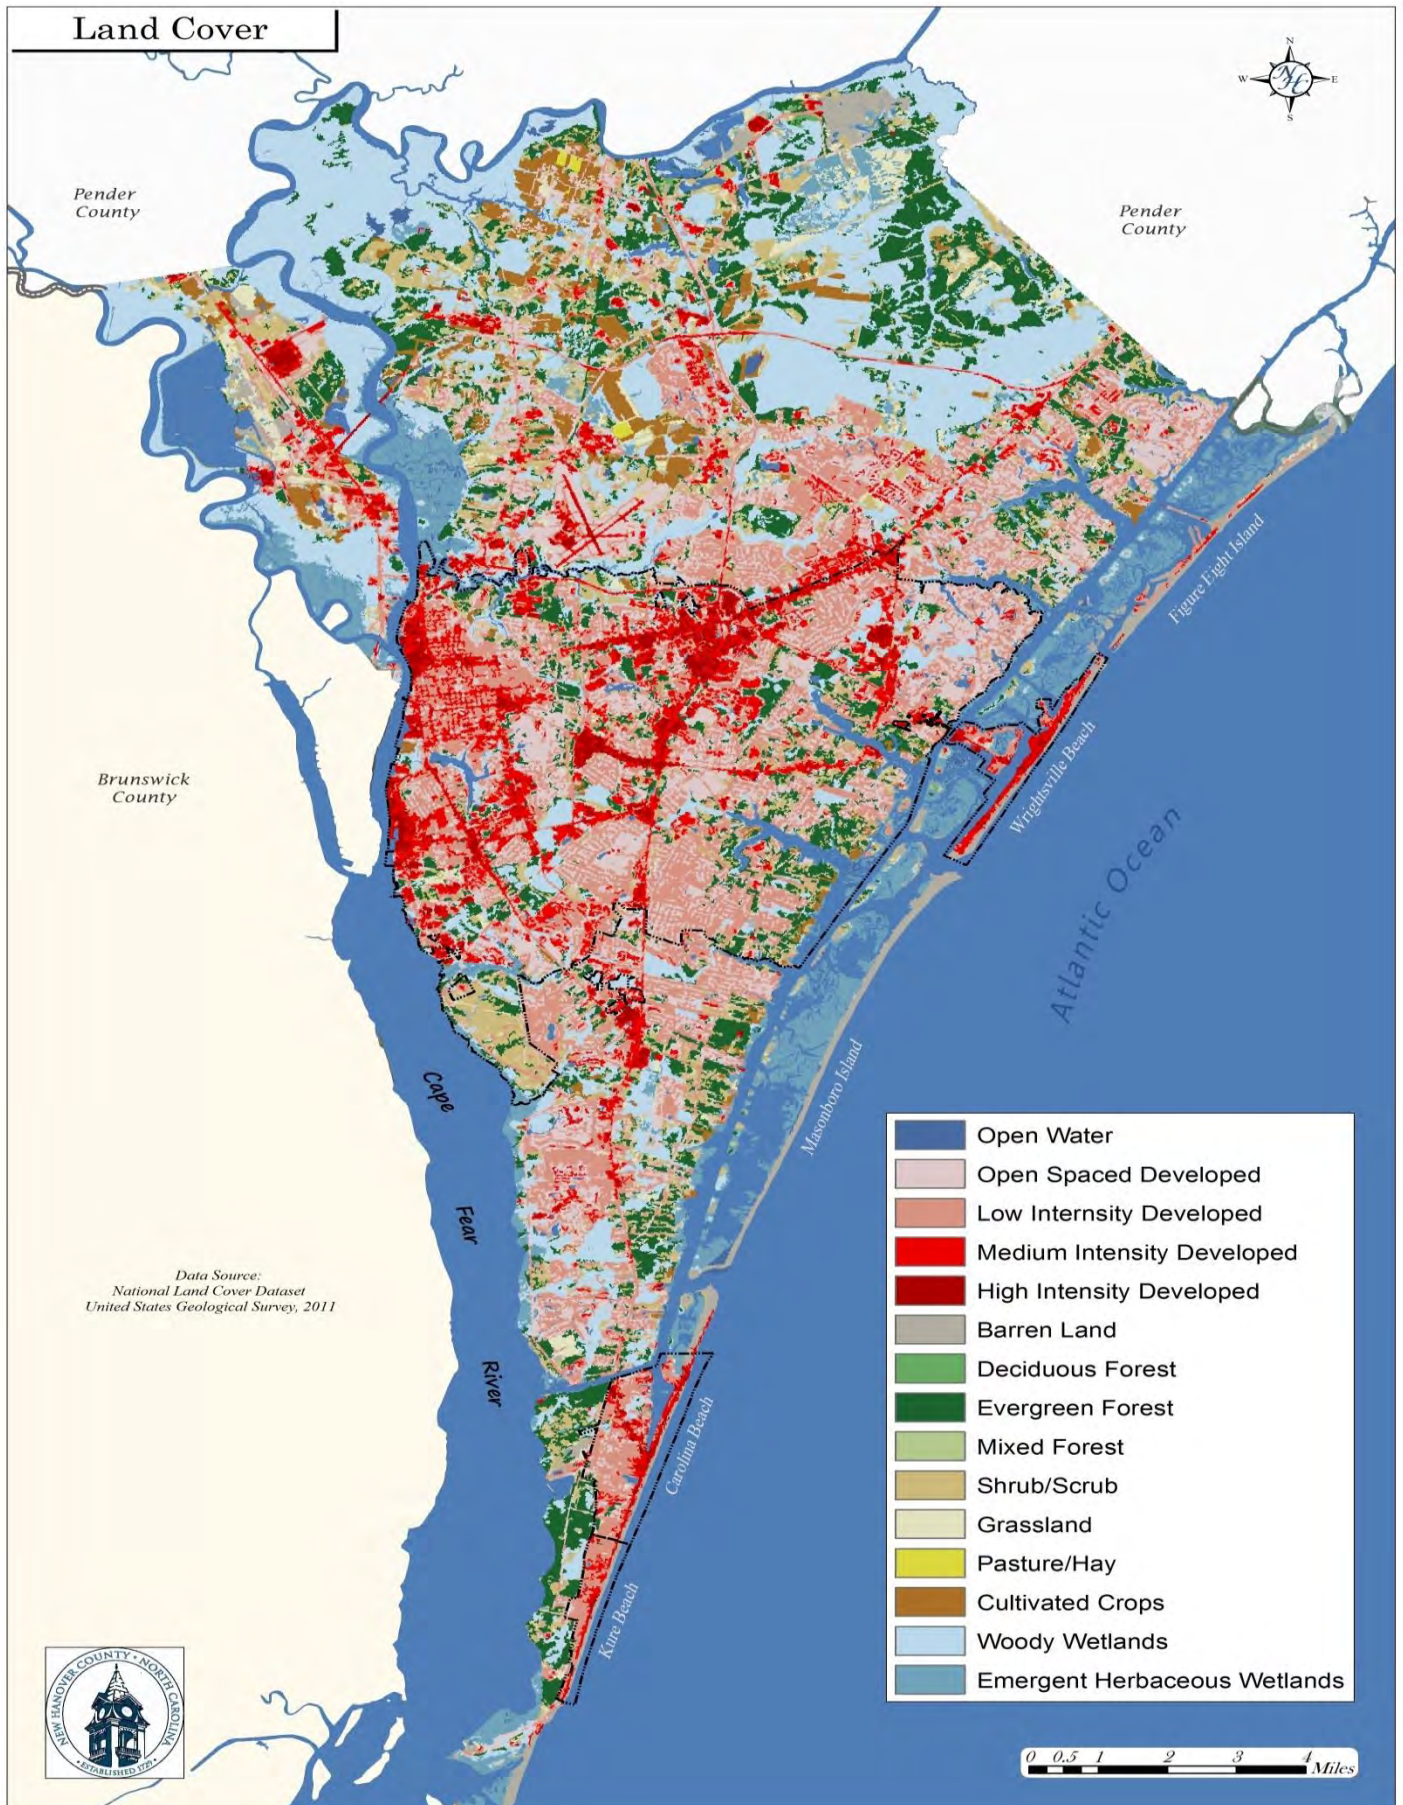 Land Cover
N
W
E
S
NH
Pender
County
Pender
County
Figure Eight Island
Brunswick
County
Wrightsville Beach
Atlantic Ocean
Cape
Masonboro Island
Fear
River
Data Source:
National Land Cover Dataset
United States Geological Survey, 2011
Carolina Beach
Kure Beach
Open Water
Open Spaced Developed
Low Internsity Developed
Medium Intensity Developed
High Intensity Developed
Barren Land
Deciduous Forest
Evergreen Forest
Mixed Forest
Shrub/Scrub
Grassland
Pasture/Hay
Cultivated Crops
Woody Wetlands
Emergent Herbaceous Wetlands
NEW HANOVER COUNTY • NORTH CAROLINA
• ESTABLISHED 1729 •
0 0.5 1 2 3 4
Miles